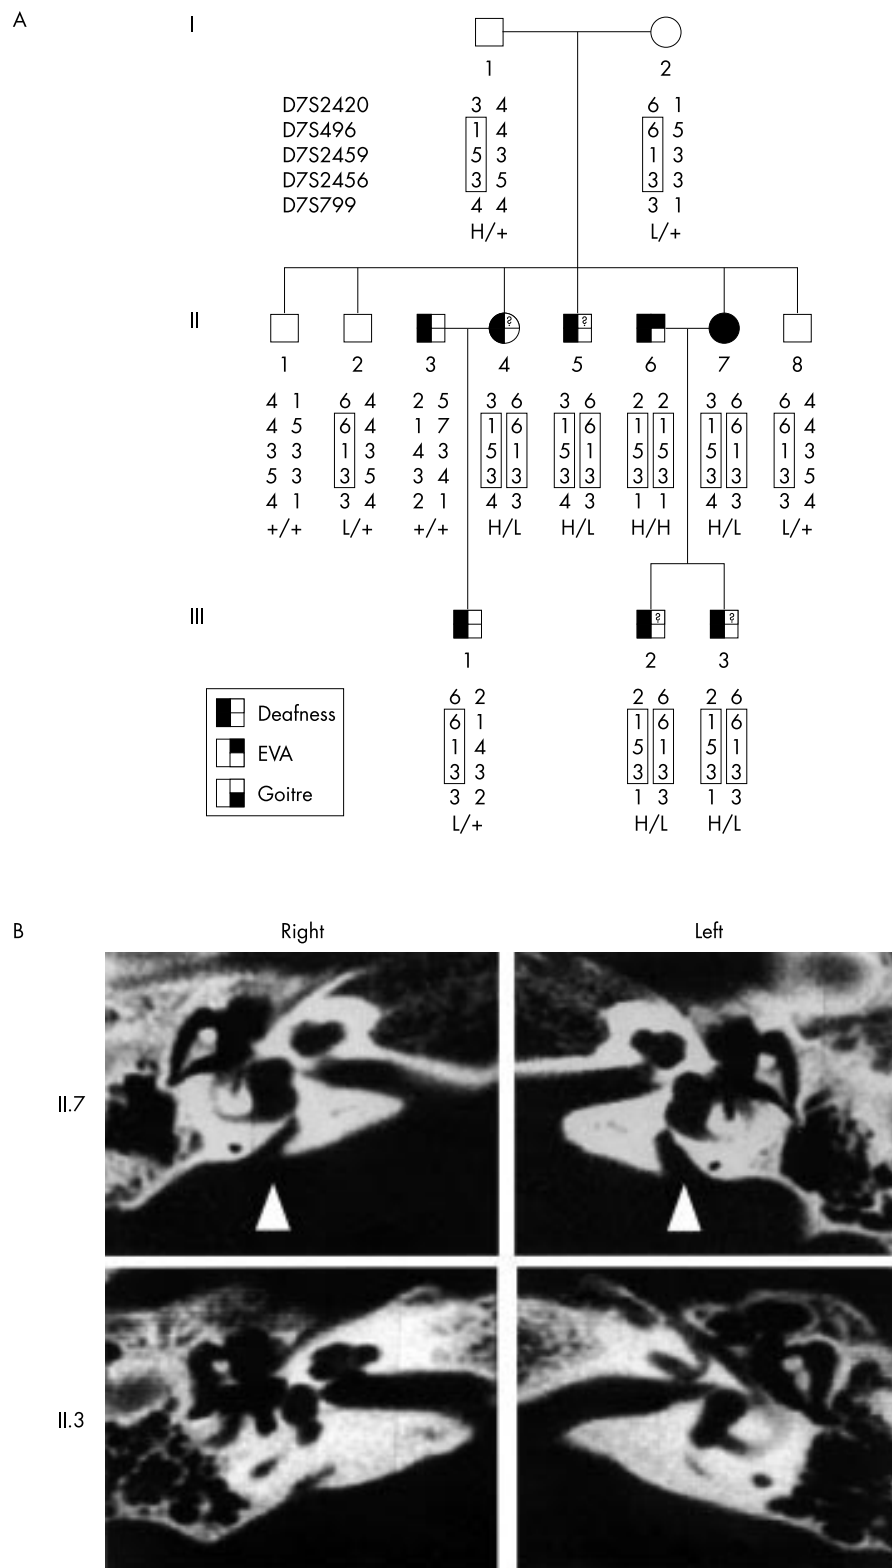 A
I
1 2
D7S2420 3 4 6 1
D7S496 1 4 6 5
D7S2459 5 3 1 3
D7S2456 3 5 3 3
D7S799 4 4 3 1
H/+ L/+
II
? ?
1 2 3 4 5 6 7 8
4 1 6 4 2 5 3 6 3 6 2 2 3 6 6 4
4 5 6 4 1 7 1 6 1 6 1 1 1 6 6 4
3 3 1 3 4 3 5 1 5 1 5 5 5 1 1 3
5 3 3 5 3 4 3 3 3 3 3 3 3 3 3 5
4 1 3 4 2 1 4 3 4 3 1 1 4 3 3 4
+/+ L/+ +/+ H/L H/L H/H H/L L/+
III
? ?
1 2 3
6 2 2 6 2 6
6 1 1 6 1 6
1 4 5 1 5 1
3 3 3 3 3 3
3 2 1 3 1 3
L/+ H/L H/L
Deafness
EVA
Goitre
B
Right Left
II.7
II.3